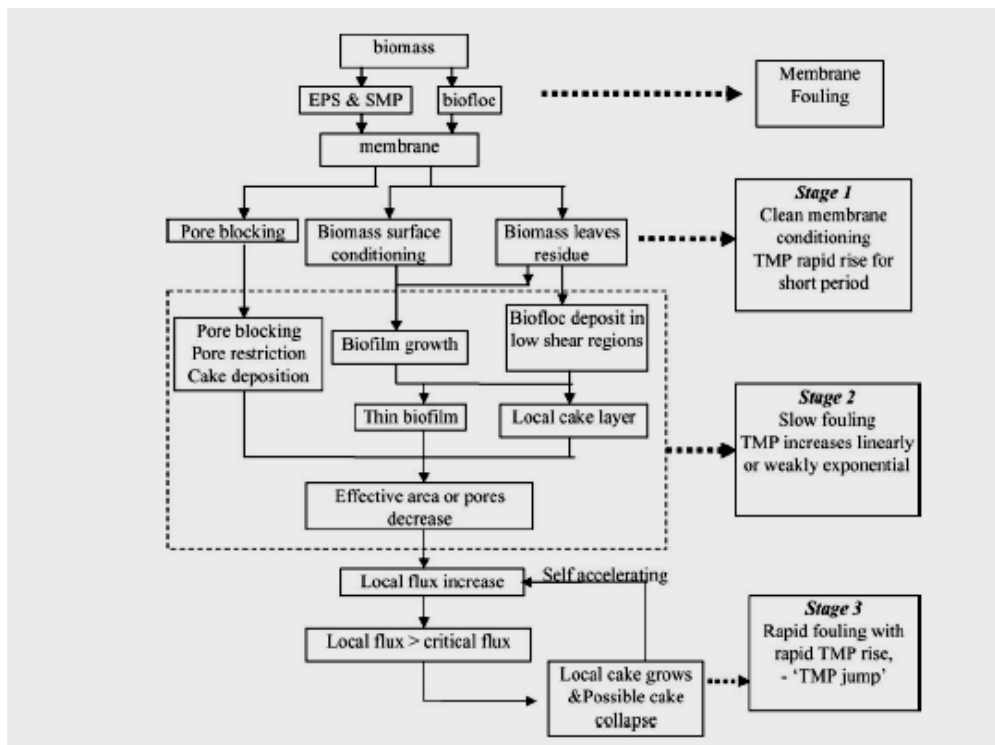 biomass
EPS & SMP
biofloc
Membrane
Fouling
membrane
Stage 1
Clean membrane
conditioning
TMP rapid rise for
short period
Pore blocking
Biomass surface
conditioning
Biomass leaves
residue
Pore blocking
Pore restriction
Cake deposition
Biofilm growth
Biofloc deposit in
low shear regions
Thin biofilm
Local cake layer
Stage 2
Slow fouling
TMP increases linearly
or weakly exponential
Effective area or pores
decrease
Local flux increase
Self accelerating
Local flux > critical flux
Local cake grows
&Possible cake
collapse
Stage 3
Rapid fouling with
rapid TMP rise,
- ‘TMP jump’